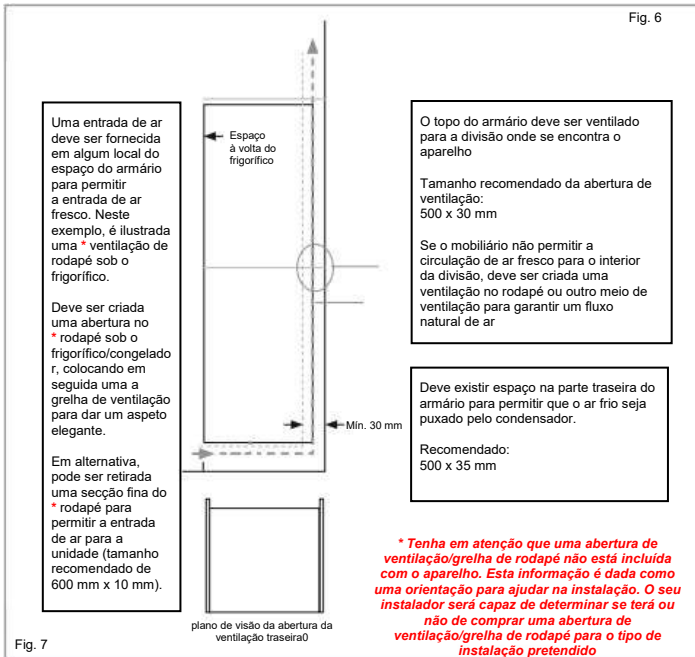 Fig. 6
Uma entrada de ar
deve ser fornecida
em algum local do
espaço do armário
para permitir
a entrada de ar
fresco. Neste
exemplo, é ilustrada
uma * ventilação de
rodapé sob o
frigorífico.
Deve ser criada
uma abertura no
* rodapé sob o
frigorífico/congelado
r, colocando em
seguida uma a
grelha de ventilação
para dar um aspeto
elegante.
Em alternativa,
pode ser retirada
uma secção fina do
* rodapé para
permitir a entrada
de ar para a
unidade (tamanho
recomendado de
600 mm x 10 mm).
Espaço
à volta do
frigorífico
Mín. 30 mm
O topo do armário deve ser ventilado
para a divisão onde se encontra o
aparelho
Tamanho recomendado da abertura de
ventilação:
500 x 30 mm
Se o mobiliário não permitir a
circulação de ar fresco para o interior
da divisão, deve ser criada uma
ventilação no rodapé ou outro meio de
ventilação para garantir um fluxo
natural de ar
Deve existir espaço na parte traseira do
armário para permitir que o ar frio seja
puxado pelo condensador.
Recomendado:
500 x 35 mm
* Tenha em atenção que uma abertura de
ventilação/grelha de rodapé não está incluída
com o aparelho. Esta informação é dada como
uma orientação para ajudar na instalação. O seu
instalador será capaz de determinar se terá ou
não de comprar uma abertura de
ventilação/grelha de rodapé para o tipo de
instalação pretendido
plano de visão da abertura da
ventilação traseira0
Fig. 7